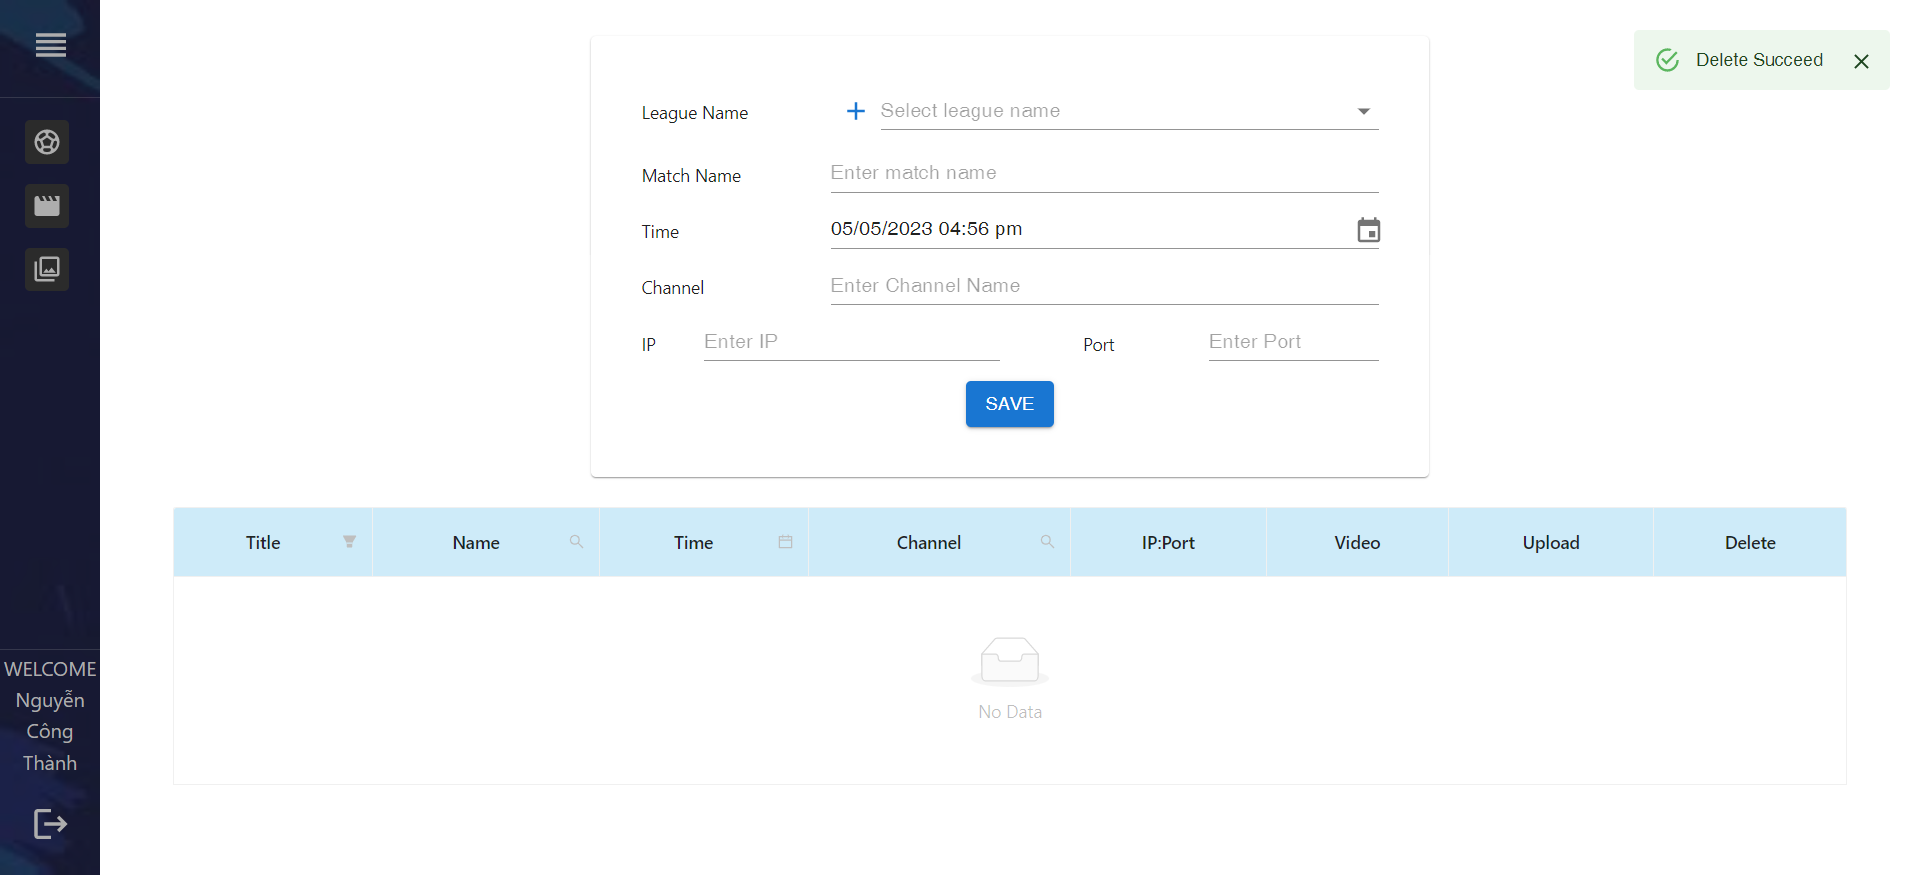 Delete Succeed
League Name
Select league name
Match Name
Enter match name
Time
05/05/2023 04:56 pm
Channel
Enter Channel Name
IP
Enter IP
Port
Enter Port
SAVE
Title
Name
Time
Channel
IP:Port
Video
Upload
Delete
No Data
WELCOME
Nguyễn
Công
Thành